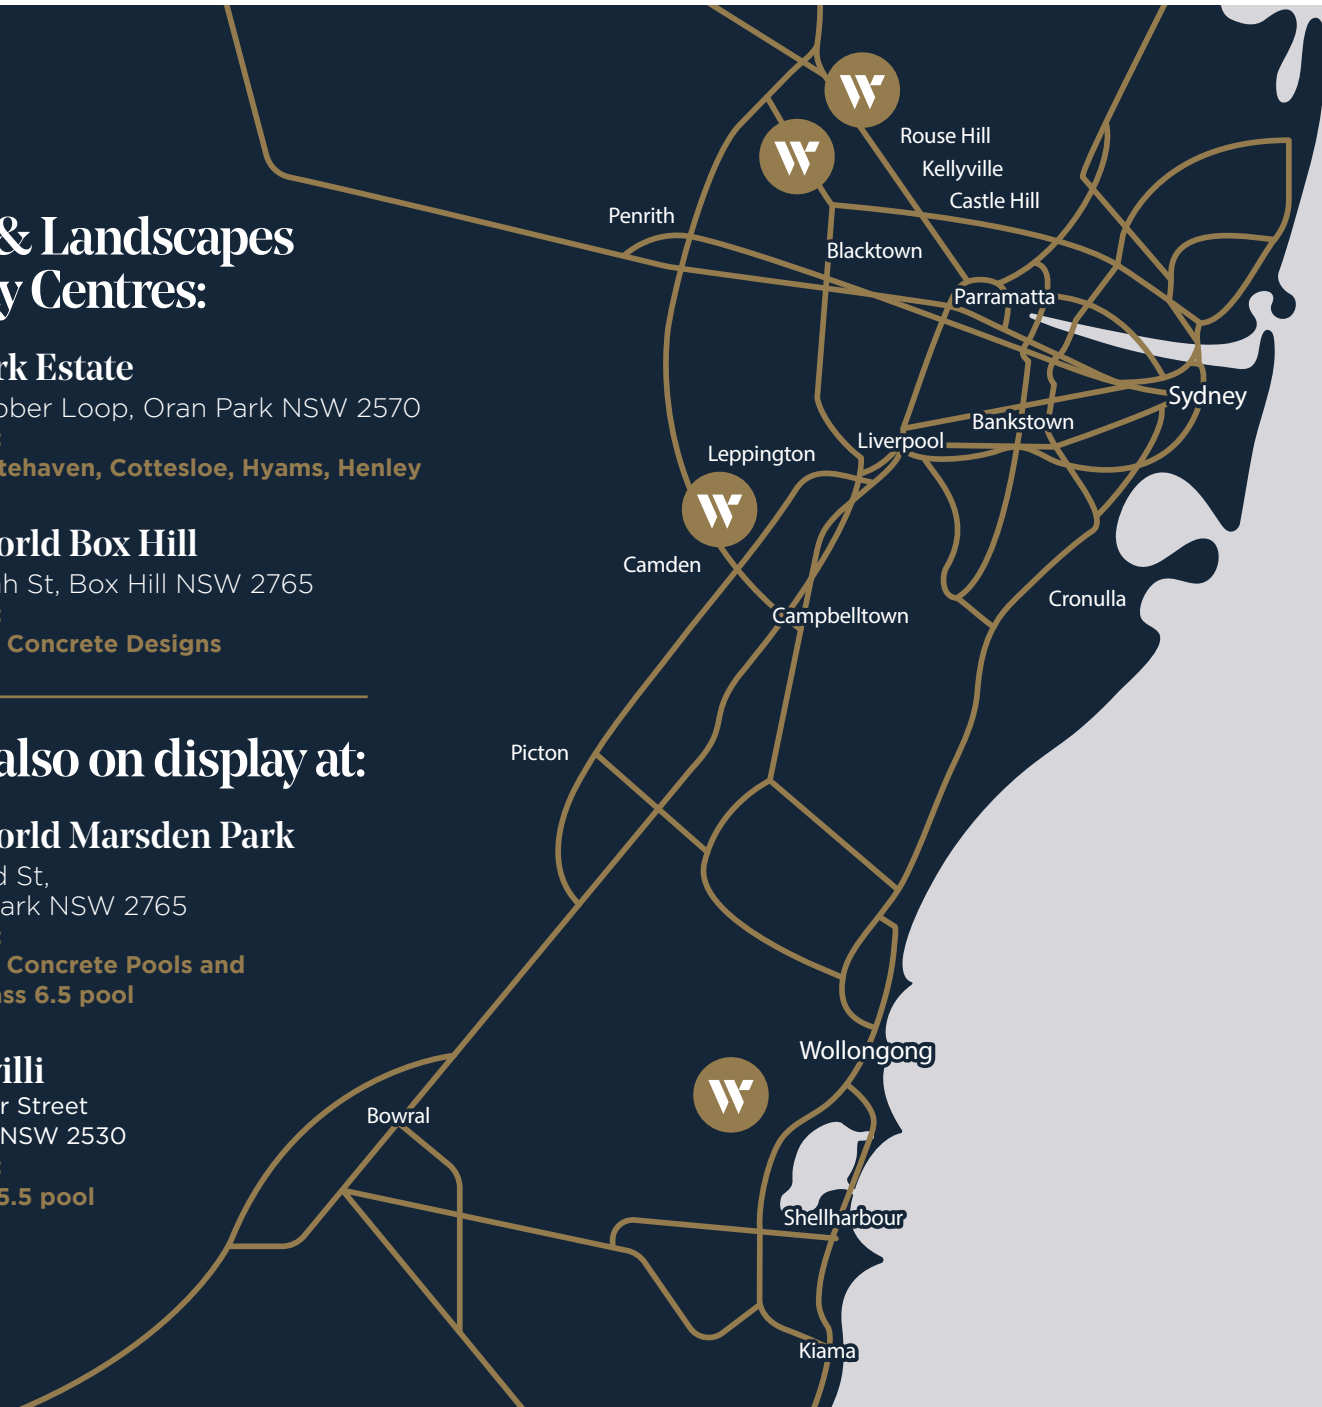 & Landscapes
y Centres:
rk Estate
ober Loop, Oran Park NSW 2570
:
tehaven, Cottesloe, Hyams, Henley
orld Box Hill
ah St, Box Hill NSW 2765
:
Concrete Designs
also on display at:
orld Marsden Park
d St,
ark NSW 2765
:
Concrete Pools and
ass 6.5 pool
villi
r Street
NSW 2530
:
5.5 pool
Rouse Hill
Kellyville
Castle Hill
Penrith
Blacktown
Parramatta
Sydney
Bankstown
Liverpool
Leppington
Camden
Cronulla
Campbelltown
Picton
Wollongong
Bowral
Shellharbour
Kiama